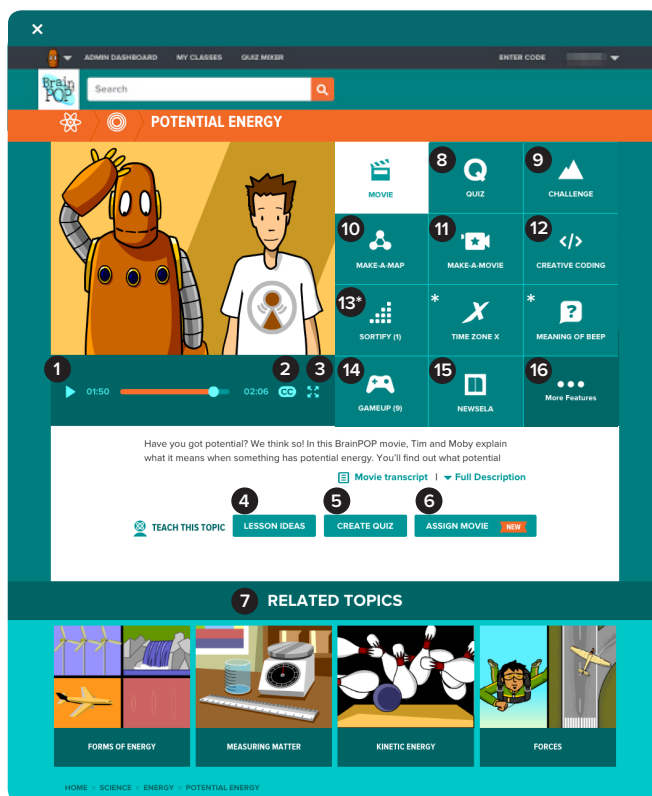 ADMIN DASHBOARD MY CLASSES QUIZ MIXER ENTER CODE
Brain
POP
Search
POTENTIAL ENERGY
MOVIE
8
QUIZ
9
CHALLENGE
10
MAKE-A-MAP
11
MAKE-A-MOVIE
12
</>
CREATIVE CODING
13*
SORTIFY (1)
*
TIME ZONE X
*
?
MEANING OF BEEP
14
GAMEUP (9)
15
NEWSELA
16
More Features
1 2 3
01:50 02:06 CC
Have you got potential? We think so! In this BrainPOP movie, Tim and Moby explain
what it means when something has potential energy. You'll find out what potential
Movie transcript | Full Description
4 5 6
TEACH THIS TOPIC LESSON IDEAS CREATE QUIZ ASSIGN MOVIE NEW
7 RELATED TOPICS
FORMS OF ENERGY MEASURING MATTER KINETIC ENERGY FORCES
HOME > SCIENCE > ENERGY > POTENTIAL ENERGY